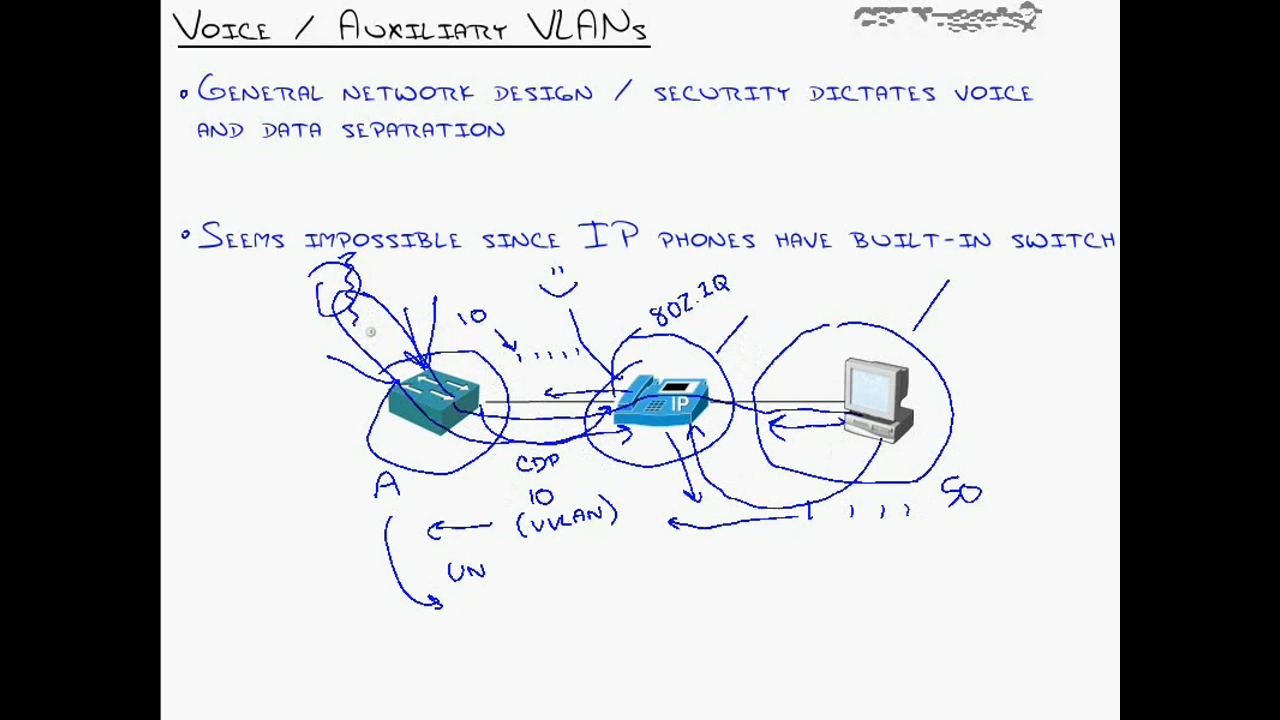 VOICE / AUXILIARY VLANS
• GENERAL NETWORK DESIGN / SECURITY DICTATES VOICE
AND DATA SEPARATION
• SEEMS IMPOSSIBLE SINCE IP PHONES HAVE BUILT-IN SWITCH
802.1Q
10
IP
CDP
A
10
50
(VVLAN)
UN